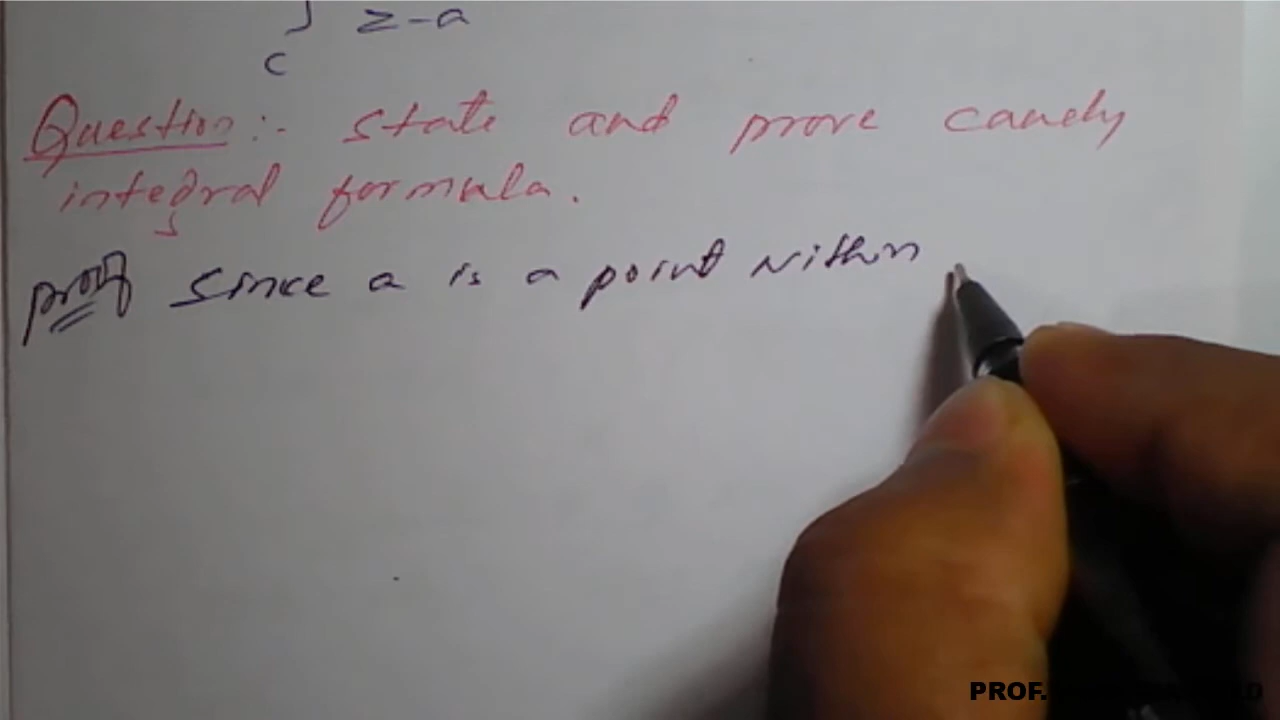 ∫ z-a
c
Question:- state and prove cauchy
integral formula.
proof since a is a point within
PROF.